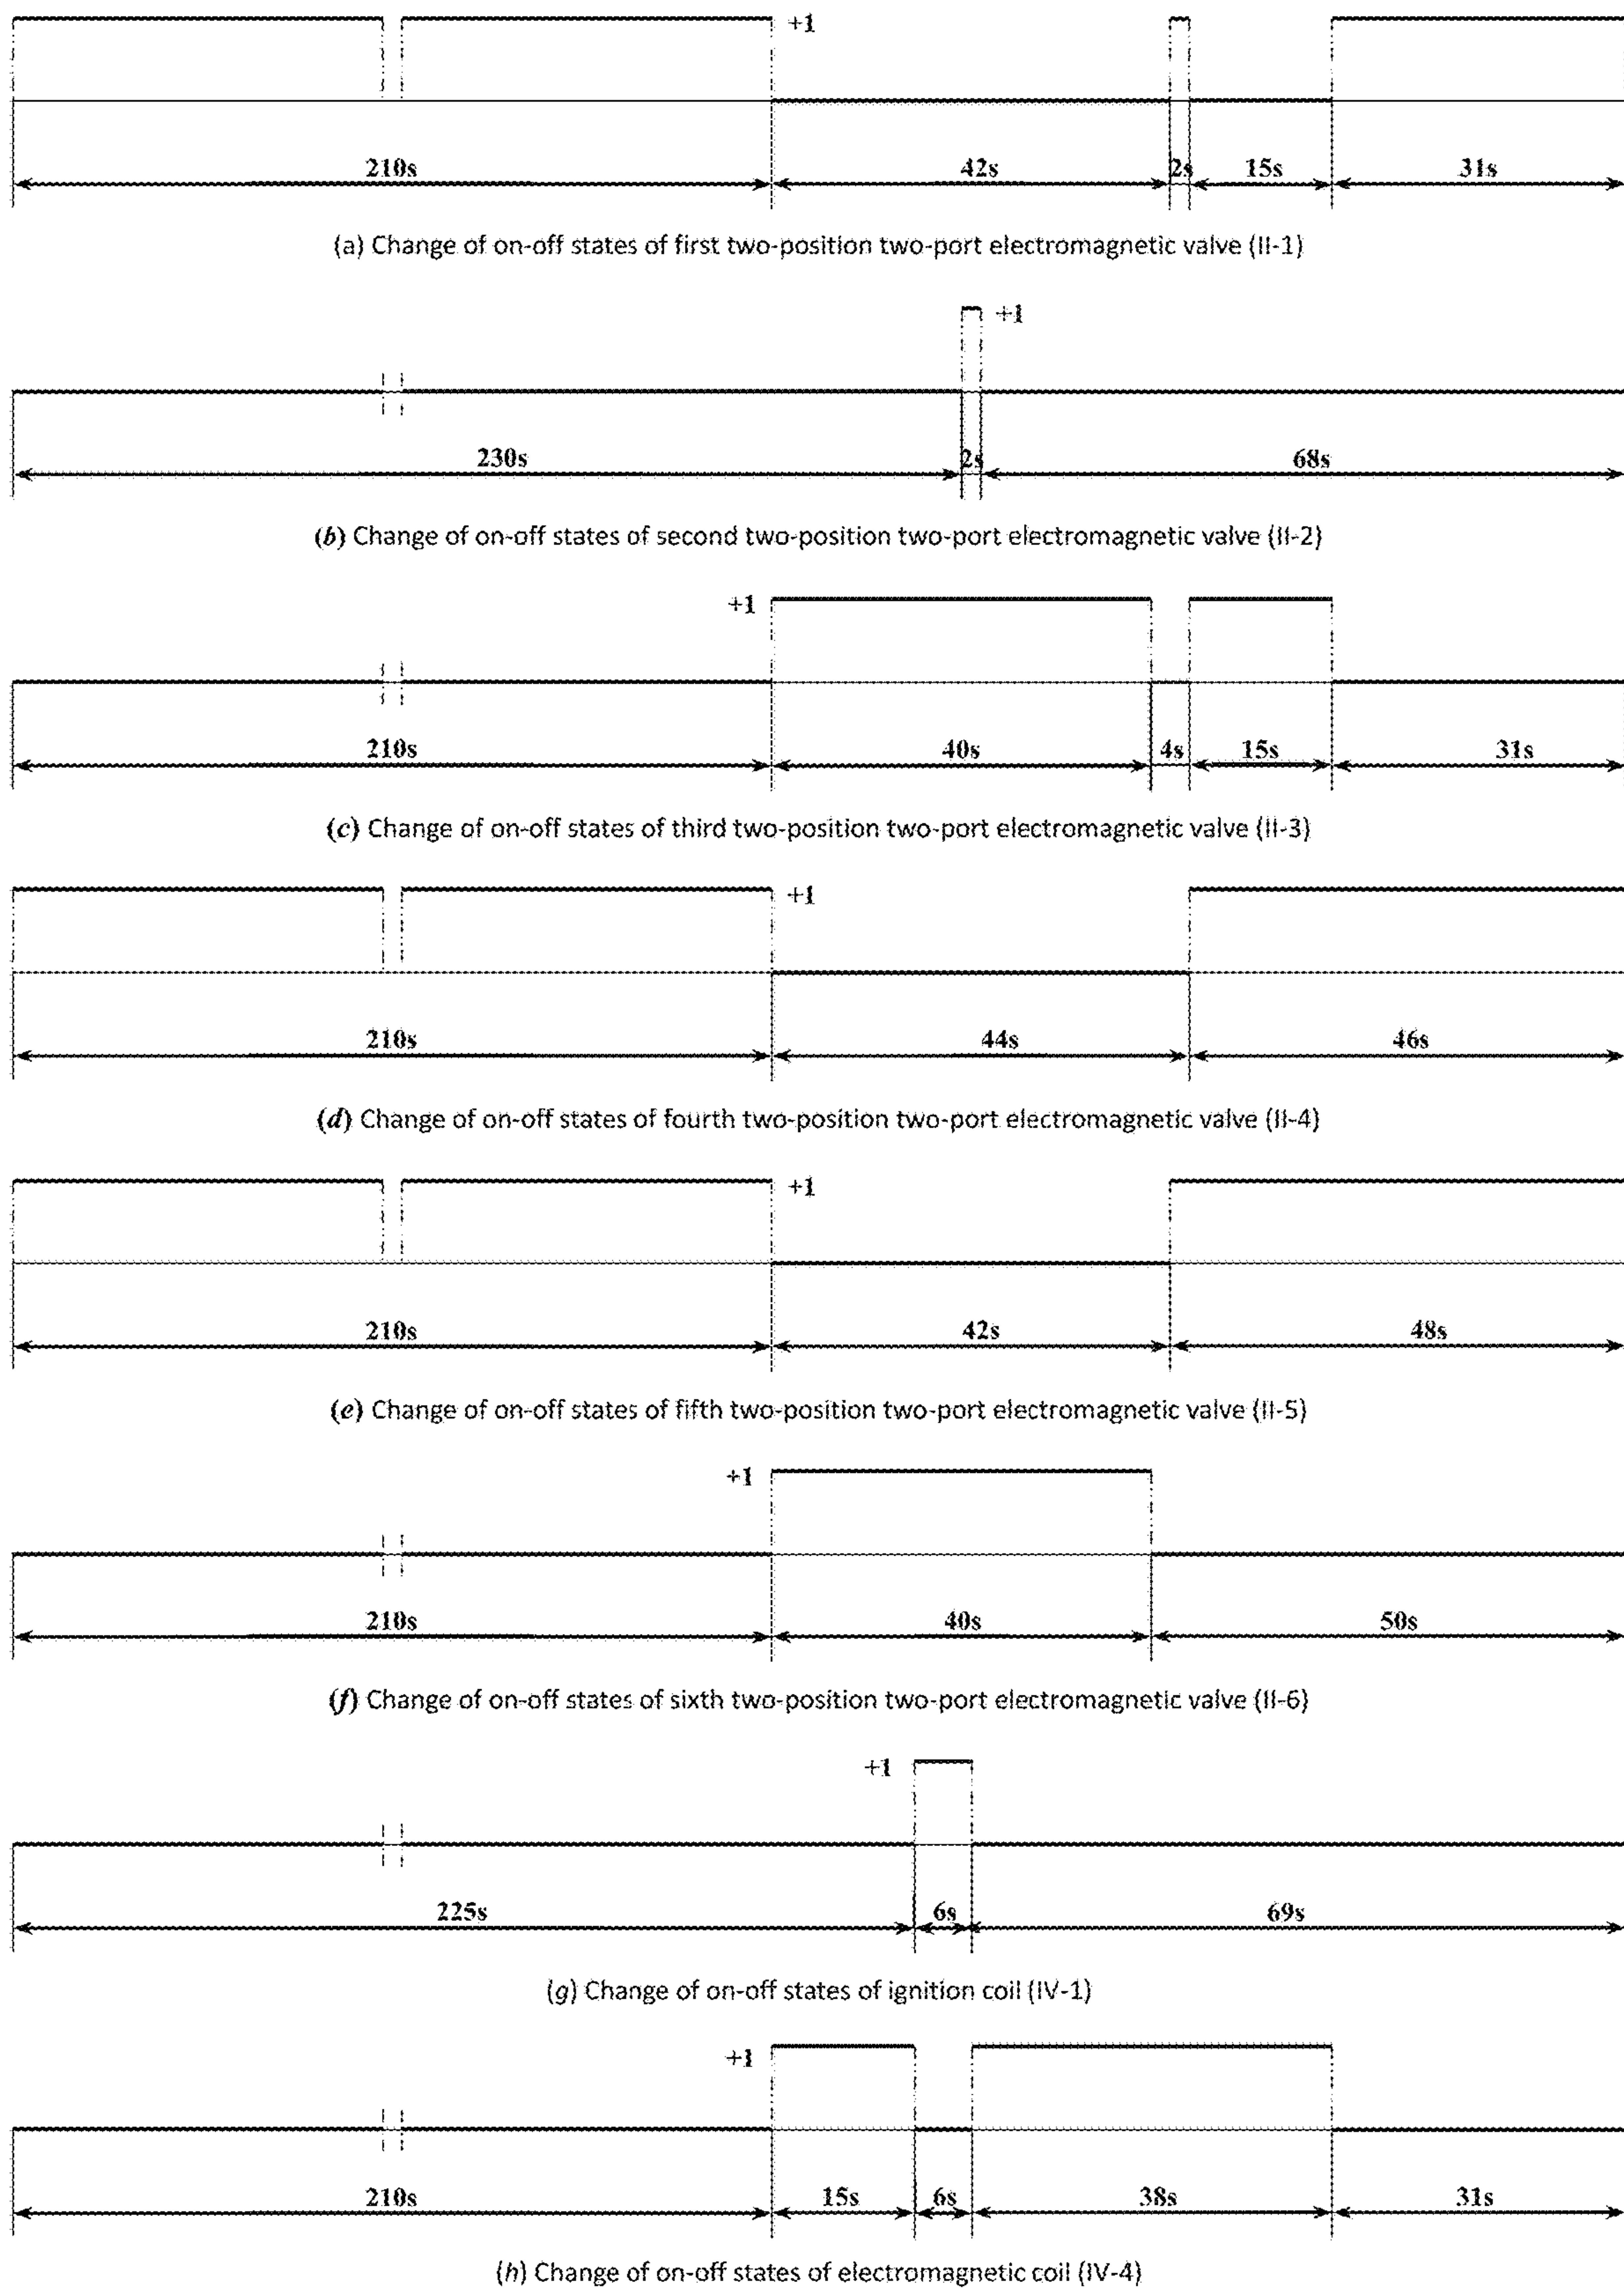 +1
210s 42s 2s 15s 31s
(a) Change of on-off states of first two-position two-port electromagnetic valve (II-1)
+1
230s 2s 68s
(b) Change of on-off states of second two-position two-port electromagnetic valve (II-2)
+1
210s 40s 4s 15s 31s
(c) Change of on-off states of third two-position two-port electromagnetic valve (II-3)
+1
210s 44s 46s
(d) Change of on-off states of fourth two-position two-port electromagnetic valve (II-4)
+1
210s 42s 48s
(e) Change of on-off states of fifth two-position two-port electromagnetic valve (II-5)
+1
210s 40s 50s
(f) Change of on-off states of sixth two-position two-port electromagnetic valve (II-6)
+1
225s 6s 69s
(g) Change of on-off states of ignition coil (IV-1)
+1
210s 15s 6s 38s 31s
(h) Change of on-off states of electromagnetic coil (IV-4)